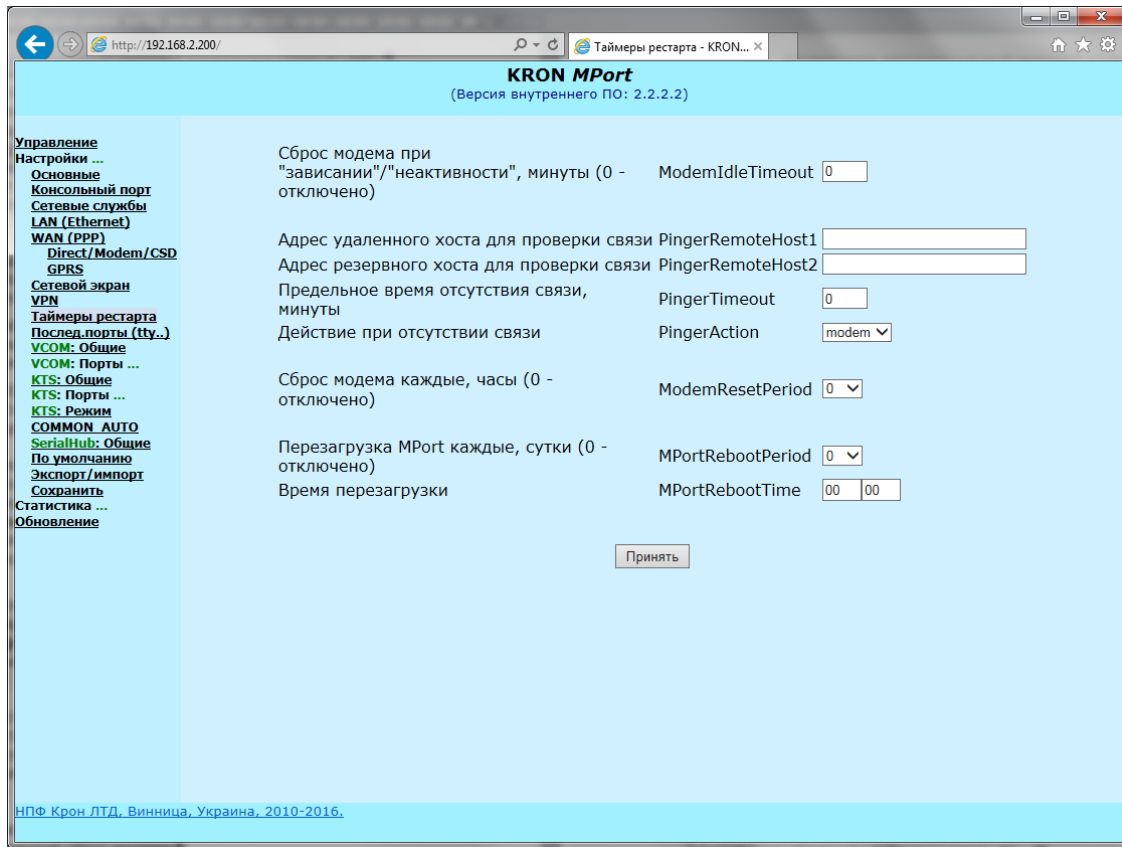 http://192.168.2.200/
Таймеры рестарта - KRON...
KRON MPort
(Версия внутреннего ПО: 2.2.2.2)
Управление
Настройки ...
Основные
Консольный порт
Сетевые службы
LAN (Ethernet)
WAN (PPP)
Direct/Modem/CSD
GPRS
Сетевой экран
VPN
Таймеры рестарта
Послед.порты (tty..)
VCOM: Общие
VCOM: Порты ...
KTS: Общие
KTS: Порты ...
KTS: Режим
COMMON_AUTO
SerialHub: Общие
По умолчанию
Экспорт/импорт
Сохранить
Статистика ...
Обновление
Сброс модема при
"зависании"/"неактивности", минуты (0 - ModemIdleTimeout 0
отключено)
Адрес удаленного хоста для проверки связи PingerRemoteHost1
Адрес резервного хоста для проверки связи PingerRemoteHost2
Предельное время отсутствия связи,
минуты PingerTimeout 0
Действие при отсутствии связи PingerAction modem
Сброс модема каждые, часы (0 -
отключено) ModemResetPeriod 0
Перезагрузка MPort каждые, сутки (0 -
отключено) MPortRebootPeriod 0
Время перезагрузки MPortRebootTime 00 00
Принять
НПФ Крон ЛТД, Винница, Украина, 2010-2016.